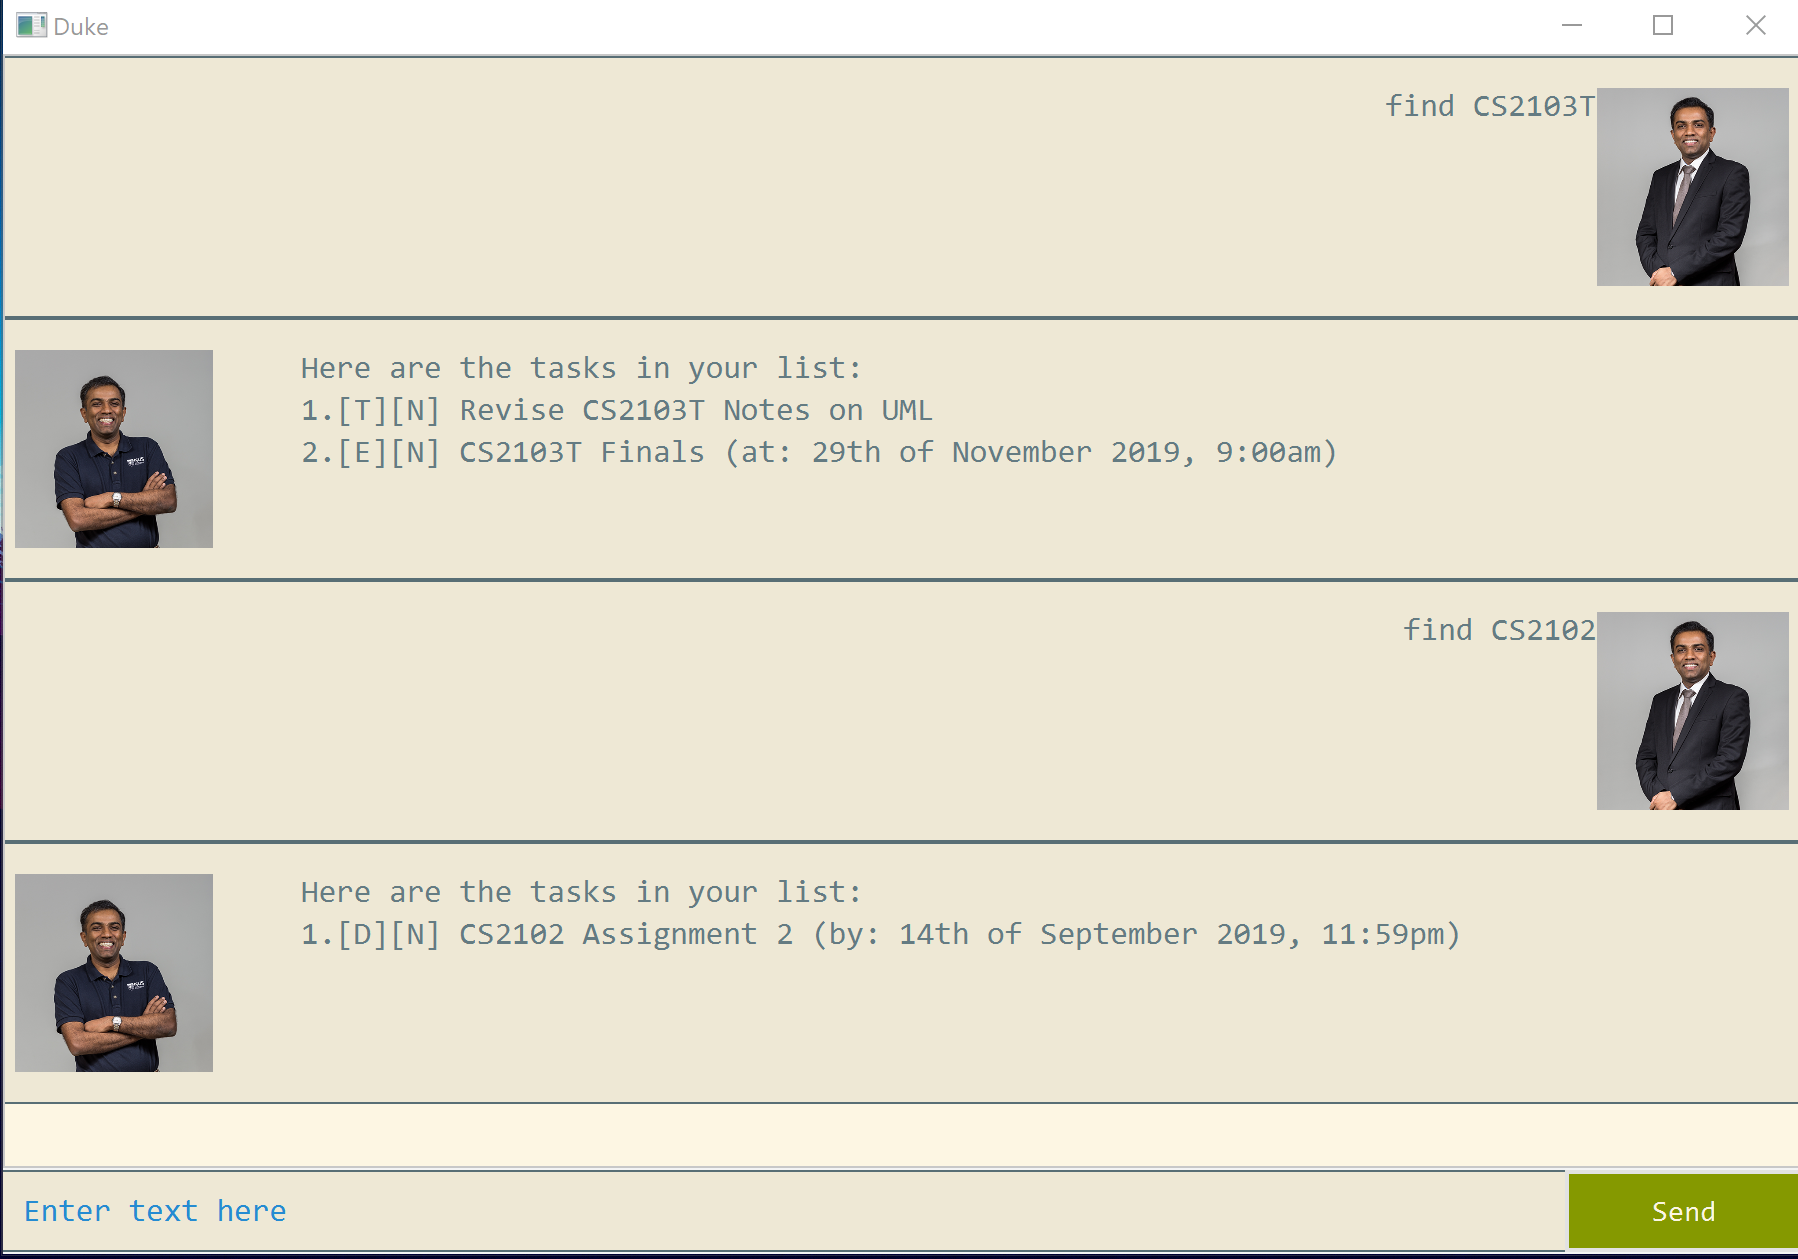 Duke
find CS2103T
Here are the tasks in your list:
1.[T][N] Revise CS2103T Notes on UML
2.[E][N] CS2103T Finals (at: 29th of November 2019, 9:00am)
find CS2102
Here are the tasks in your list:
1.[D][N] CS2102 Assignment 2 (by: 14th of September 2019, 11:59pm)
Enter text here
Send